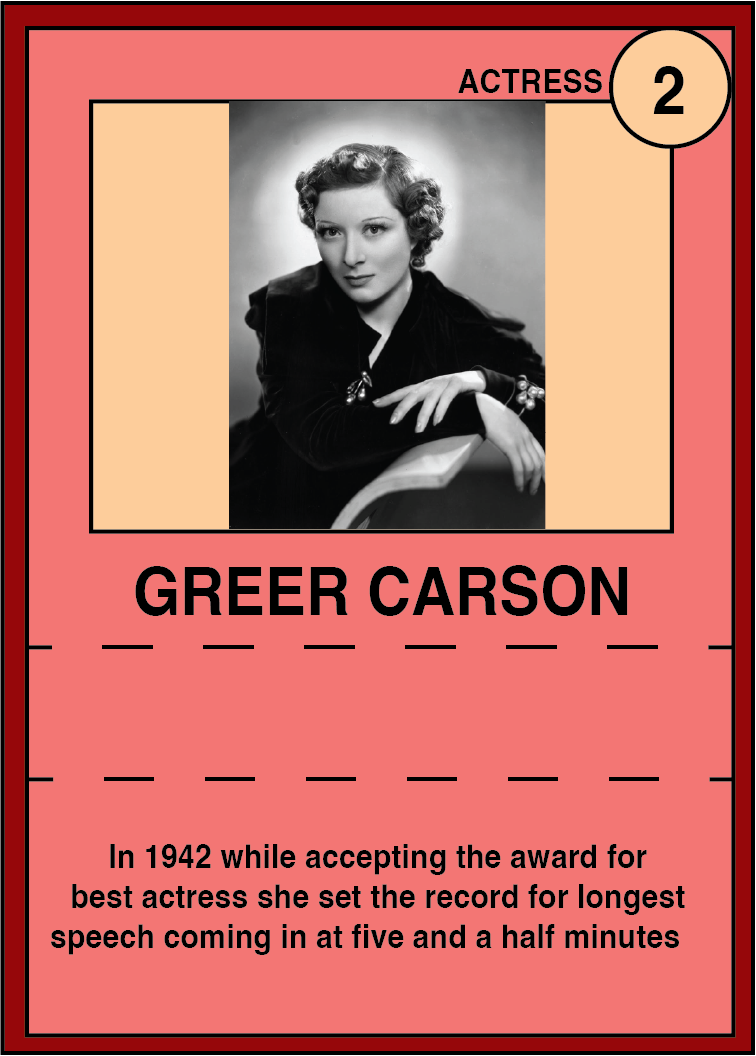 ACTRESS
2
GREER CARSON
In 1942 while accepting the award for
best actress she set the record for longest
speech coming in at five and a half minutes